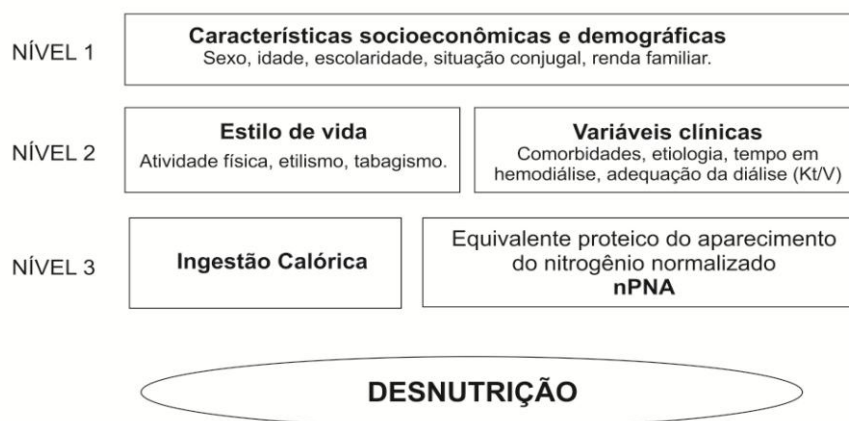 NÍVEL 1
Características socioeconômicas e demográficas
Sexo, idade, escolaridade, situação conjugal, renda familiar.
NÍVEL 2
Estilo de vida
Atividade física, etilismo, tabagismo.
Variáveis clínicas
Comorbidades, etiologia, tempo em
hemodiálise, adequação da diálise (Kt/V)
NÍVEL 3
Ingestão Calórica
Equivalente proteico do aparecimento
do nitrogênio normalizado
nPNA
DESNUTRIÇÃO